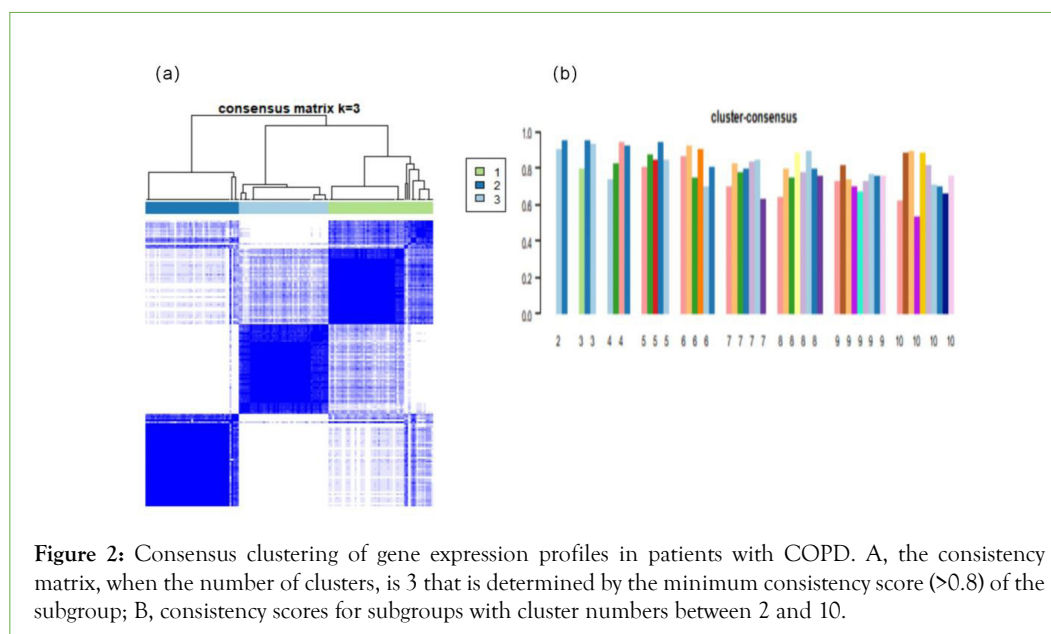 (a)
consensus matrix k=3
1
2
3
(b)
cluster-consensus
1.0
0.8
0.6
0.4
0.2
0.0
2 3 3 4 4 5 5 5 6 6 6 7 7 7 7 8 8 8 8 9 9 9 9 9 10 10 10 10
Figure 2: Consensus clustering of gene expression profiles in patients with COPD. A, the consistency
matrix, when the number of clusters, is 3 that is determined by the minimum consistency score (>0.8) of the
subgroup; B, consistency scores for subgroups with cluster numbers between 2 and 10.